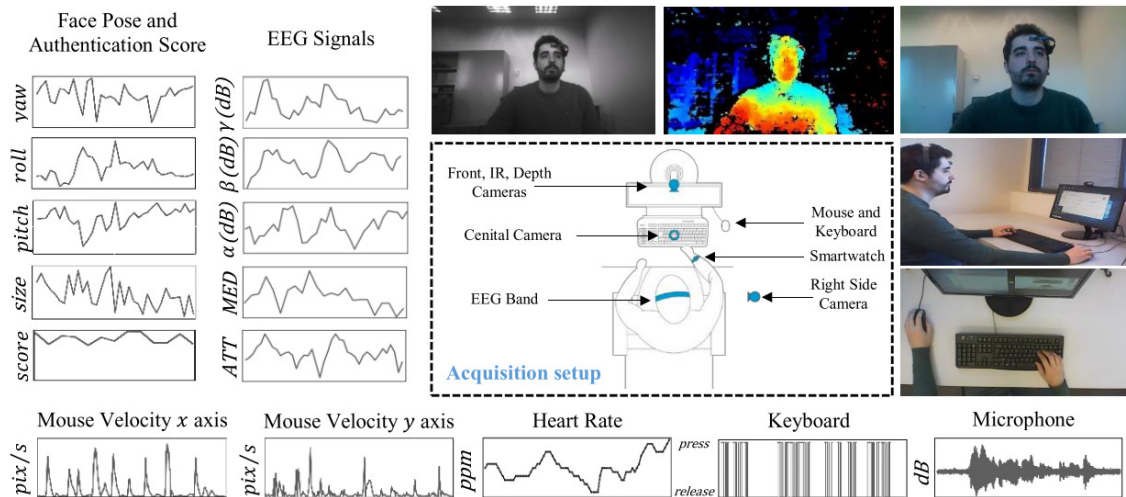 Face Pose and
Authentication Score
EEG Signals
yaw
roll
pitch
size
score
γ(dB)
β(dB)
α(dB)
MED
ATT
Front, IR, Depth
Cameras
Cenital Camera
EEG Band
Mouse and
Keyboard
Smartwatch
Right Side
Camera
Acquisition setup
Mouse Velocity x axis
pix/s
Mouse Velocity y axis
pix/s
Heart Rate
ppm
Keyboard
press
release
Microphone
dB